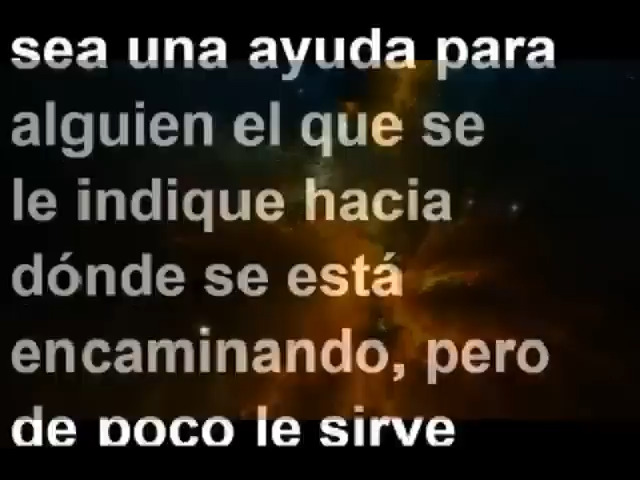 sea una ayuda para
alguien el que se
le indique hacia
dónde se está
encaminando, pero
de poco le sirve